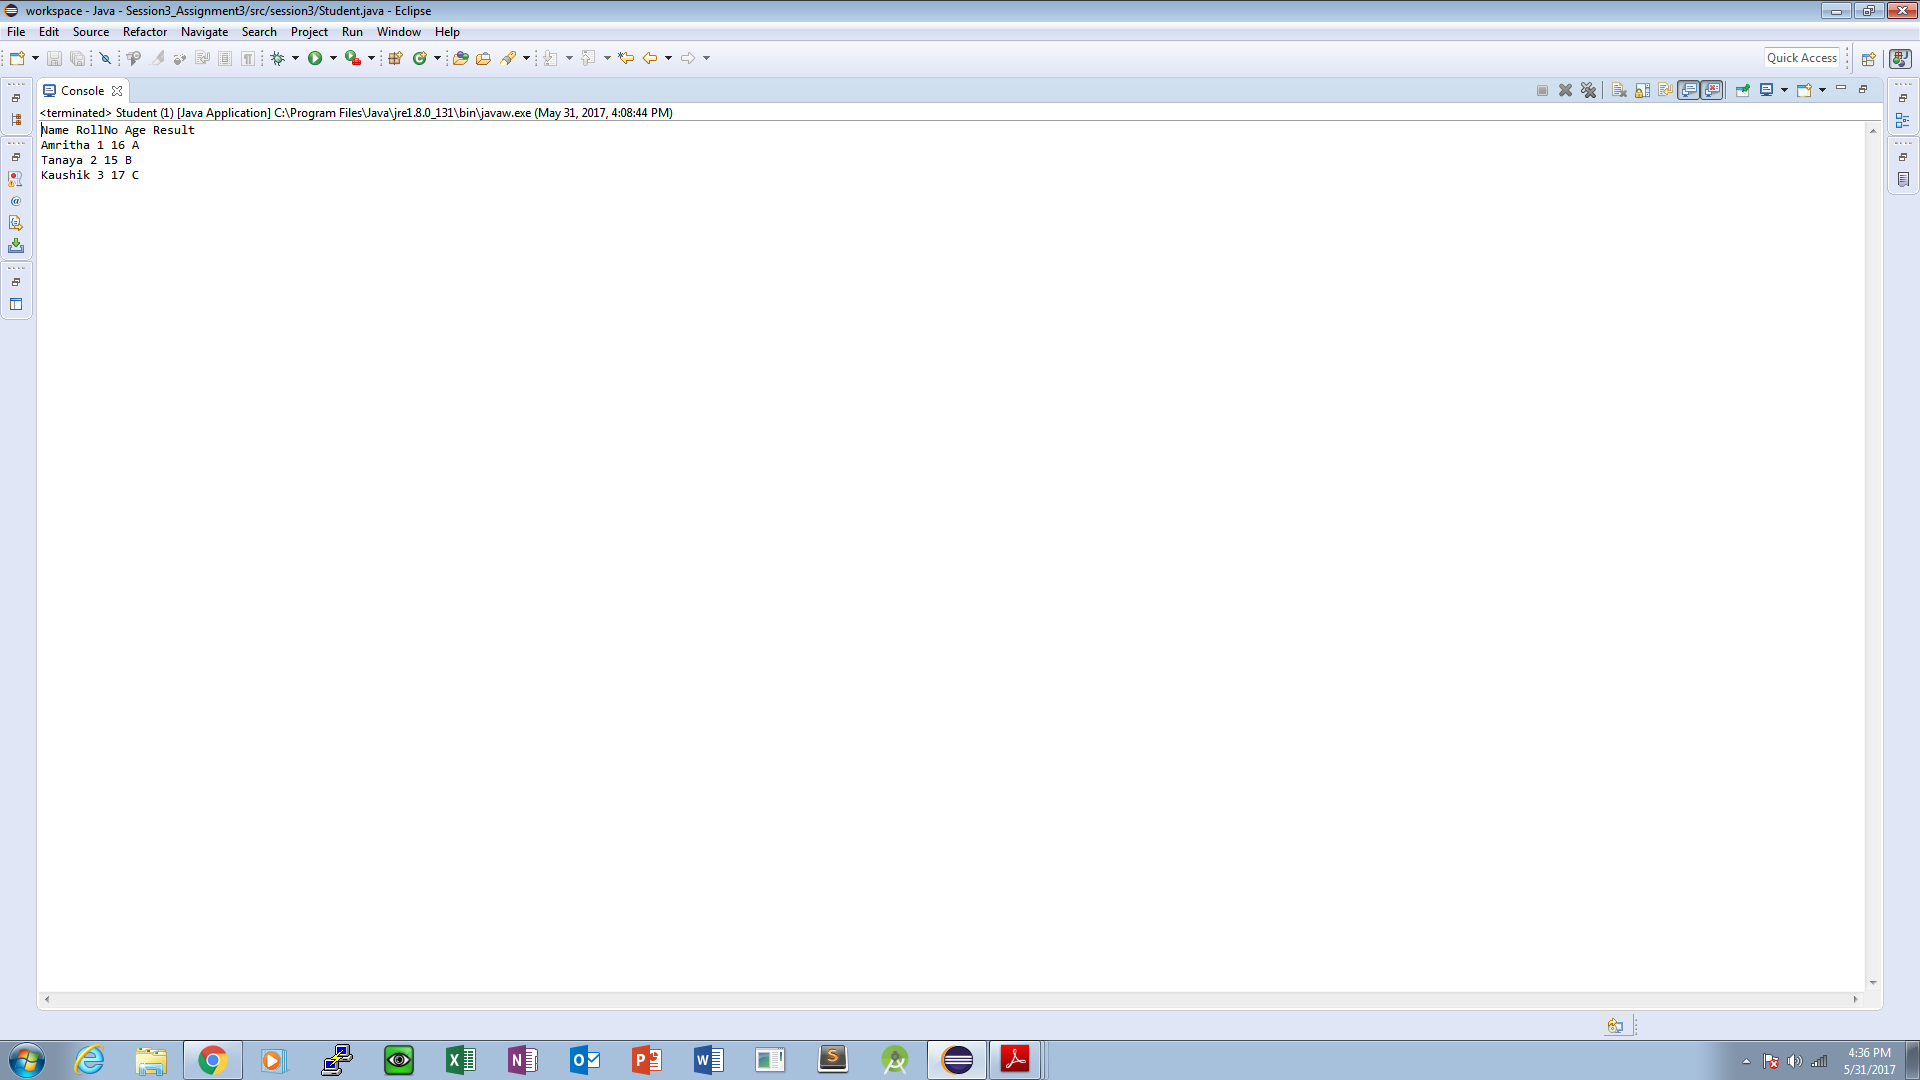 workspace - Java - Session3_Assignment3/src/session3/Student.java - Eclipse
File Edit Source Refactor Navigate Search Project Run Window Help
Quick Access
Console
<terminated> Student (1) [Java Application] C:\Program Files\Java\jre1.8.0_131\bin\javaw.exe (May 31, 2017, 4:08:44 PM)
Name RollNo Age Result
Amritha 1 16 A
Tanaya 2 15 B
Kaushik 3 17 C
4:36 PM
5/31/2017